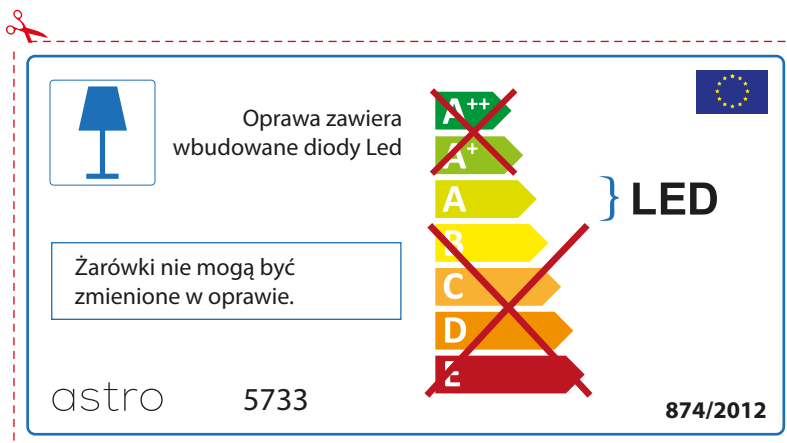 Oprawa zawiera
wbudowane diody Led
Żarówki nie mogą być
zmienione w oprawie.
A++
A+
A
B
C
D
E
LED
astro 5733
874/2012